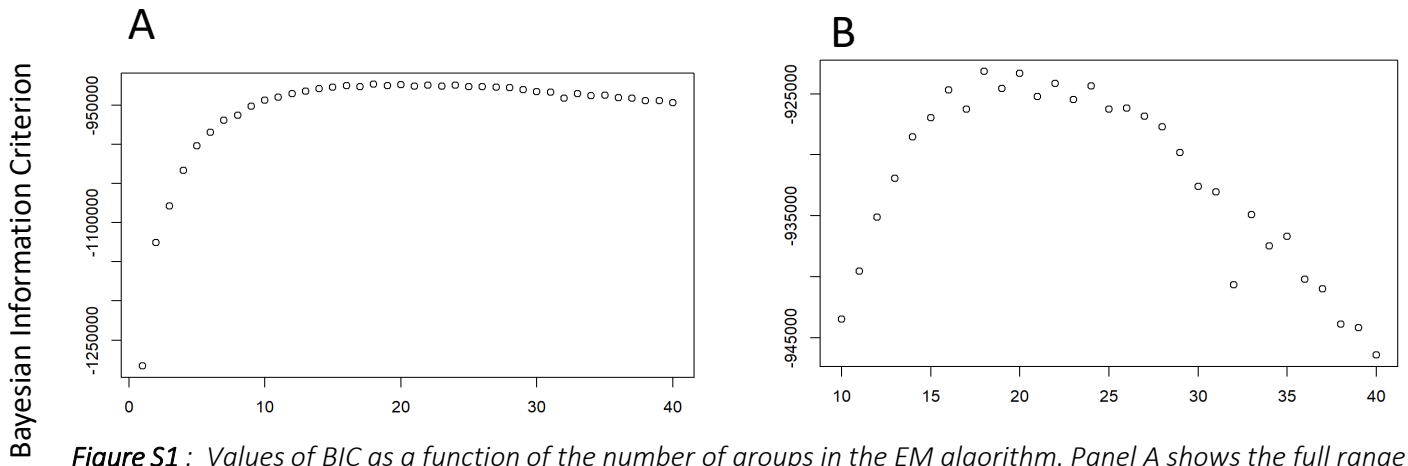 A
B
Bayesian Information Criterion
-950000
-1100000
-1250000
0 10 20 30 40
-925000
-935000
-945000
10 15 20 25 30 35 40
Figure S1 : Values of BIC as a function of the number of groups in the EM algorithm. Panel A shows the full range